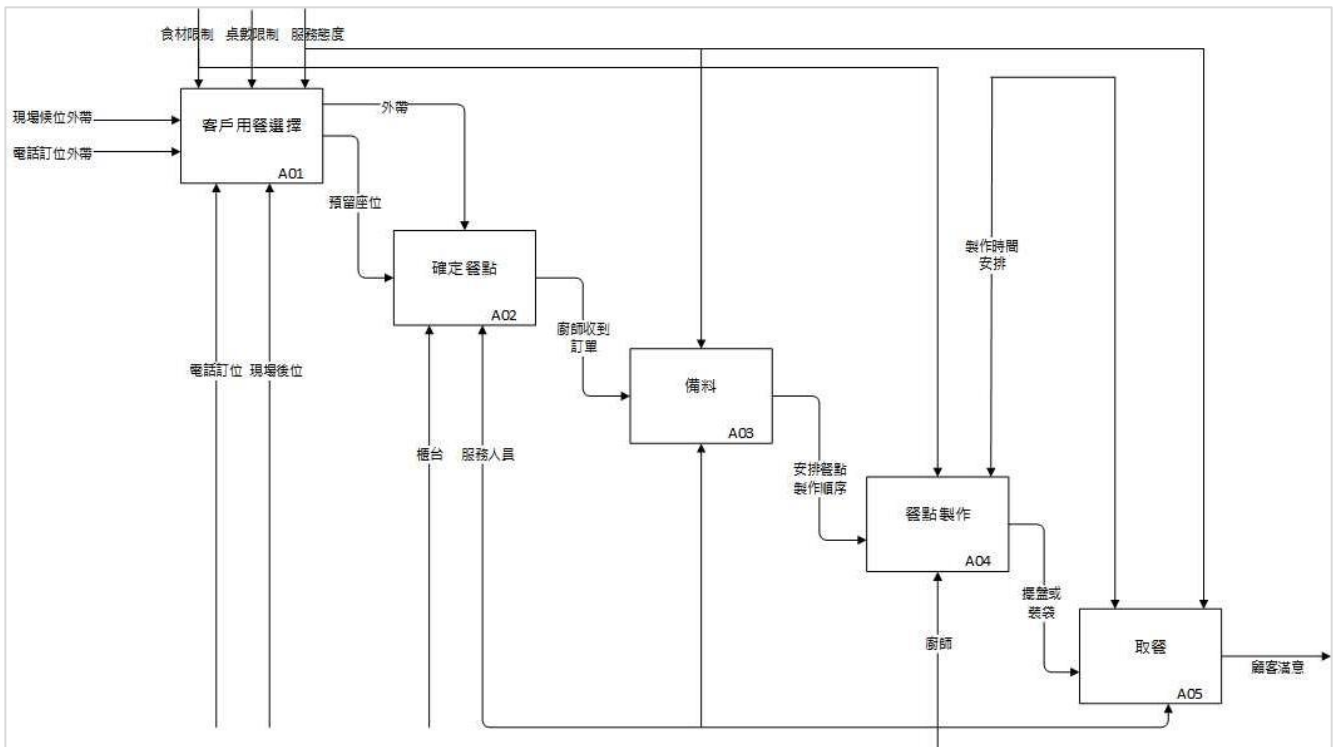 食材限制 桌數限制 服務態度
現場候位外帶
電話訂位外帶
客戶用餐選擇
A01
外帶
預留座位
確定餐點
A02
製作時間
安排
廚師收到
訂單
電話訂位 現場後位
備料
A03
櫃台
服務人員
安排餐點
製作順序
餐點製作
A04
擺盤或
裝袋
廚師
取餐
A05
顧客滿意